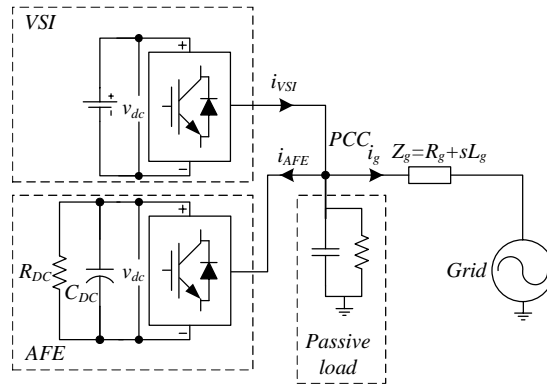 VSI
+
+
-
v_dc
−
i_VSI
PCC
i_AFE
i_g
Z_g=R_g+sL_g
+
R_DC
C_DC
v_dc
−
AFE
Grid
Passive
load